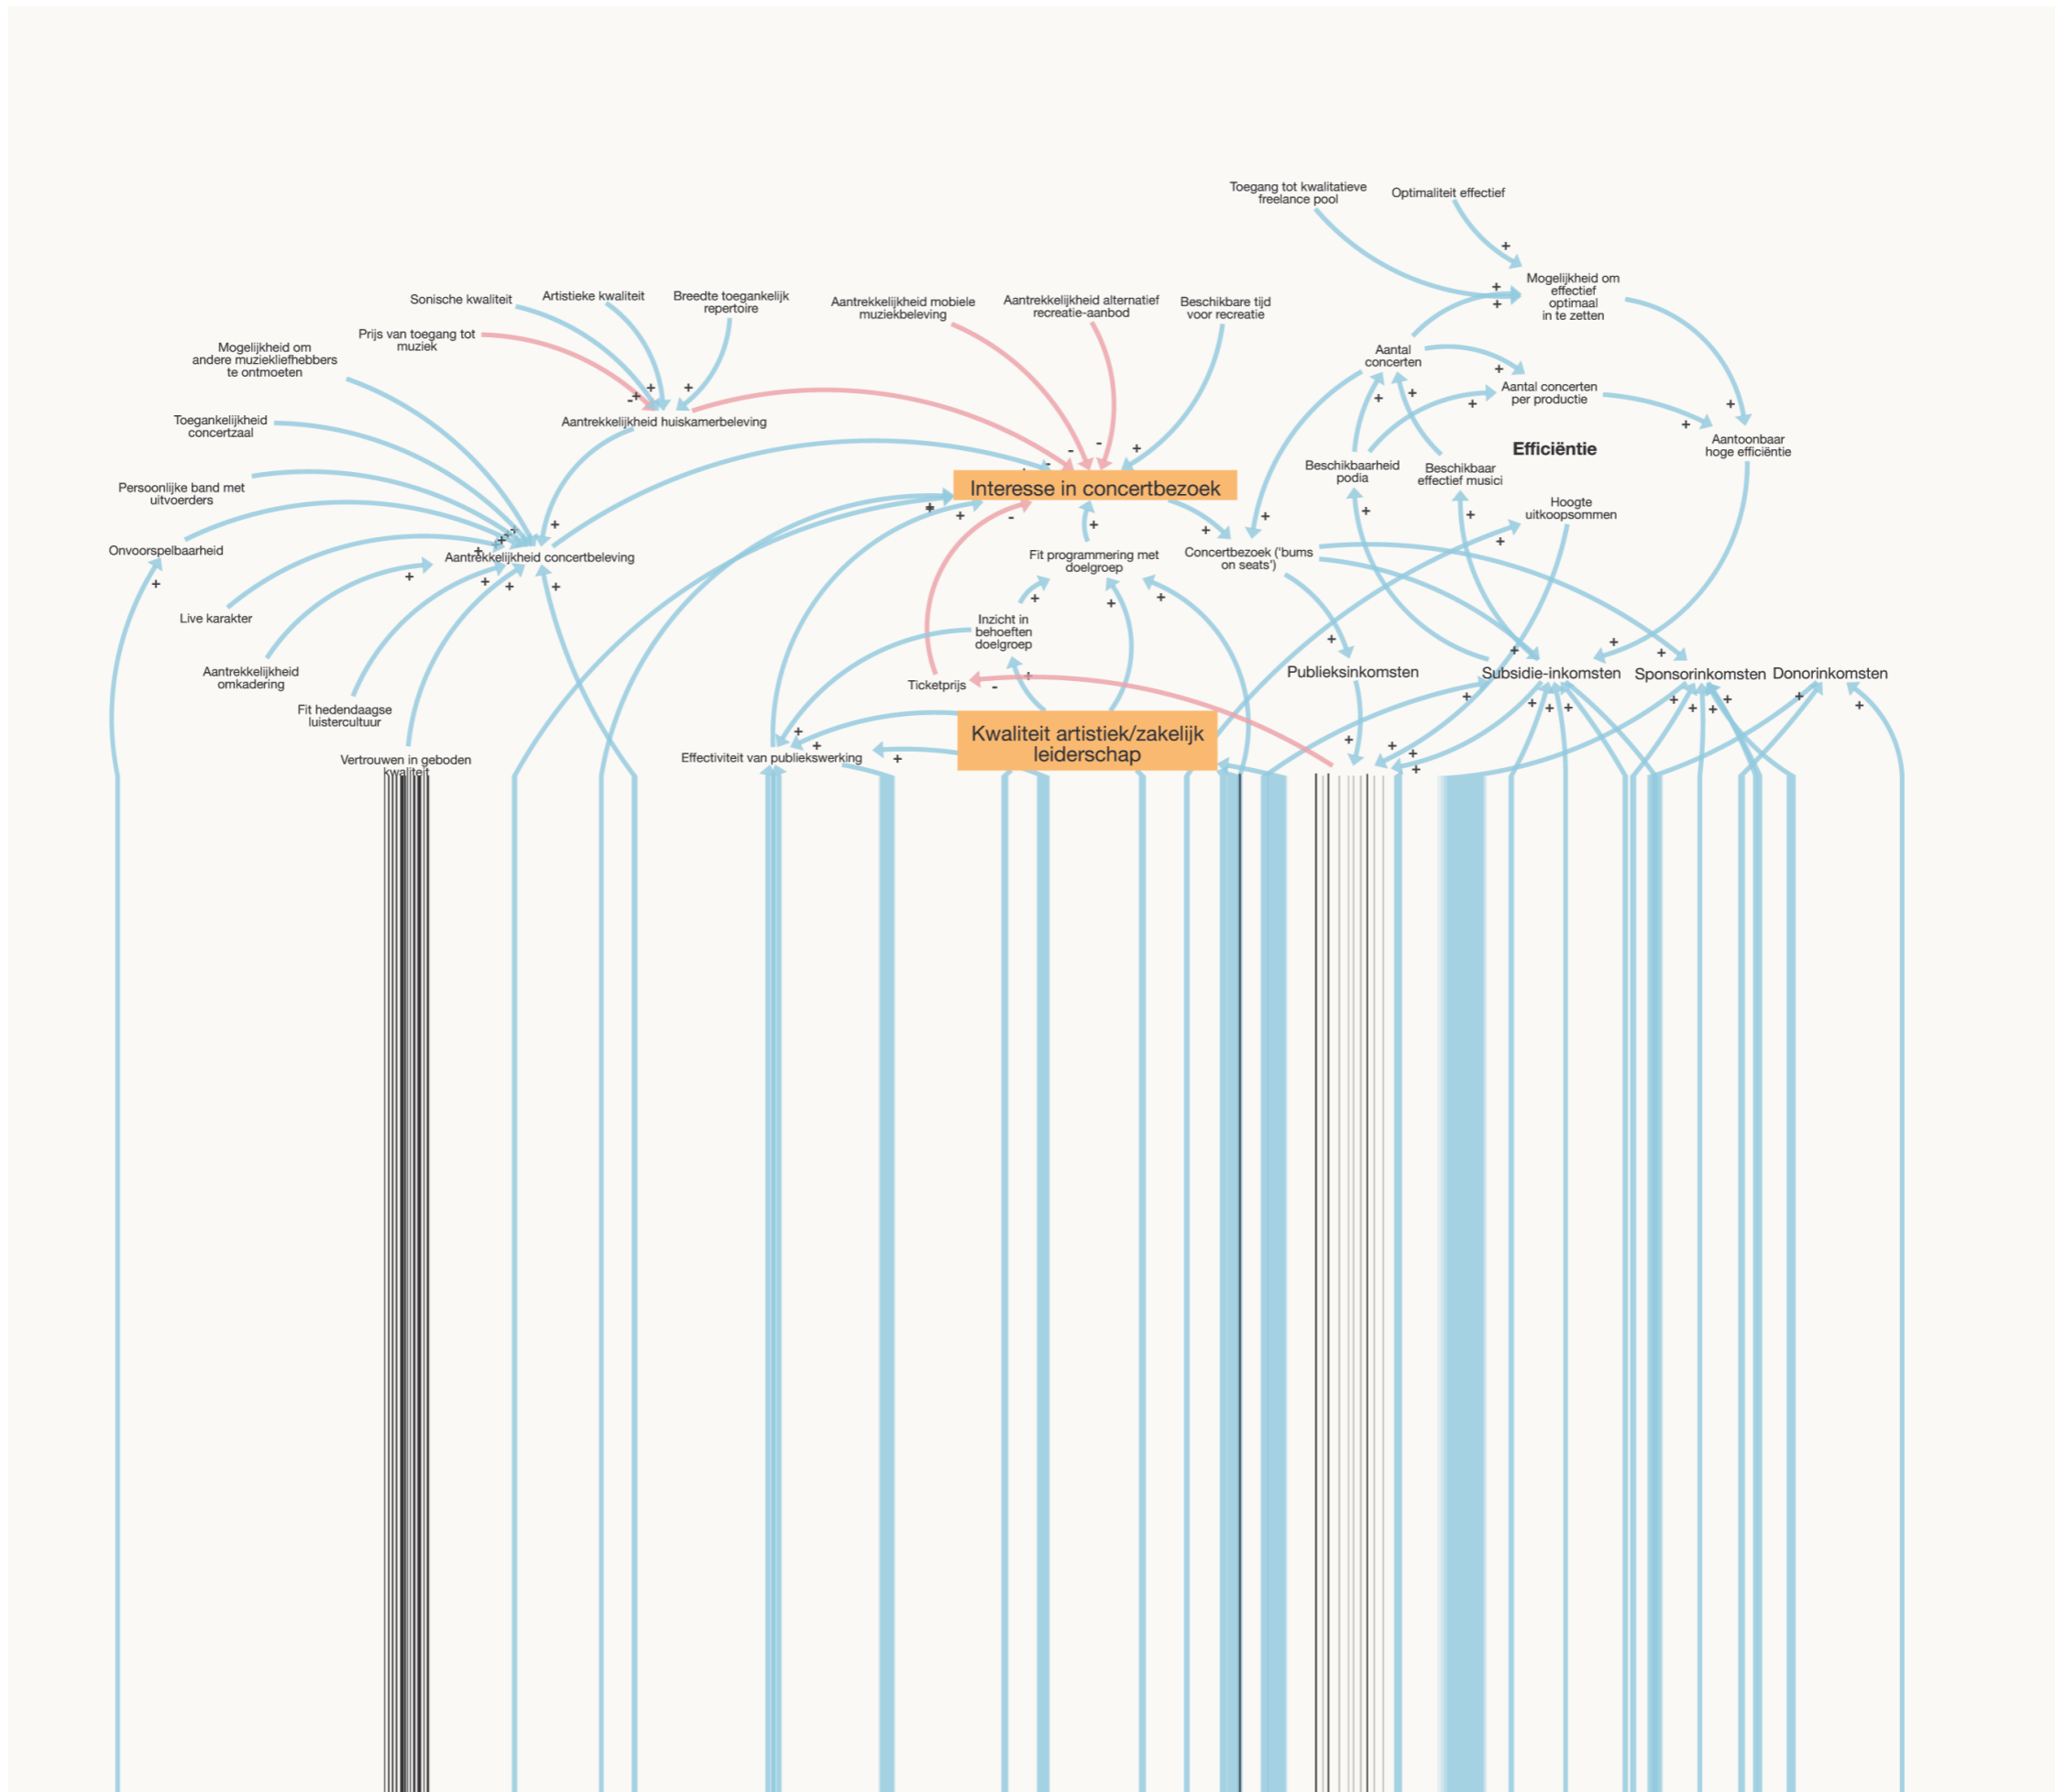 Toegang tot kwalitatieve
freelance pool
Optimaliteit effectief
Mogelijkheid om
effectief
optimaal
in te zetten
Sonische kwaliteit
Artistieke kwaliteit
Breedte toegankelijk
repertoire
Aantrekkelijkheid mobiele
muziekbeleving
Aantrekkelijkheid alternatief
recreatie-aanbod
Beschikbare tijd
voor recreatie
Prijs van toegang tot
muziek
Mogelijkheid om
andere muziekliefhebbers
te ontmoeten
Aantal
concerten
Aantal concerten
per productie
Toegankelijkheid
concertzaal
Aantrekkelijkheid huiskamerbeleving
Efficiëntie
Aantoonbaar
hoge efficiëntie
Beschikbaarheid
podia
Beschikbaar
effectief musici
Persoonlijke band met
uitvoerders
Interesse in concertbezoek
Hoogte
uitkoopsommen
Onvoorspelbaarheid
Aantrekkelijkheid concertbeleving
Fit programmering met
doelgroep
Concertbezoek ('bums
on seats')
Live karakter
Inzicht in
behoeften
doelgroep
Aantrekkelijkheid
omkadering
Ticketprijs
Publieksinkomsten
Subsidie-inkomsten
Sponsorinkomsten
Donorinkomsten
Fit hedendaagse
luistercultuur
Kwaliteit artistiek/zakelijk
leiderschap
Vertrouwen in geboden
kwaliteit
Effectiviteit van publiekswerking